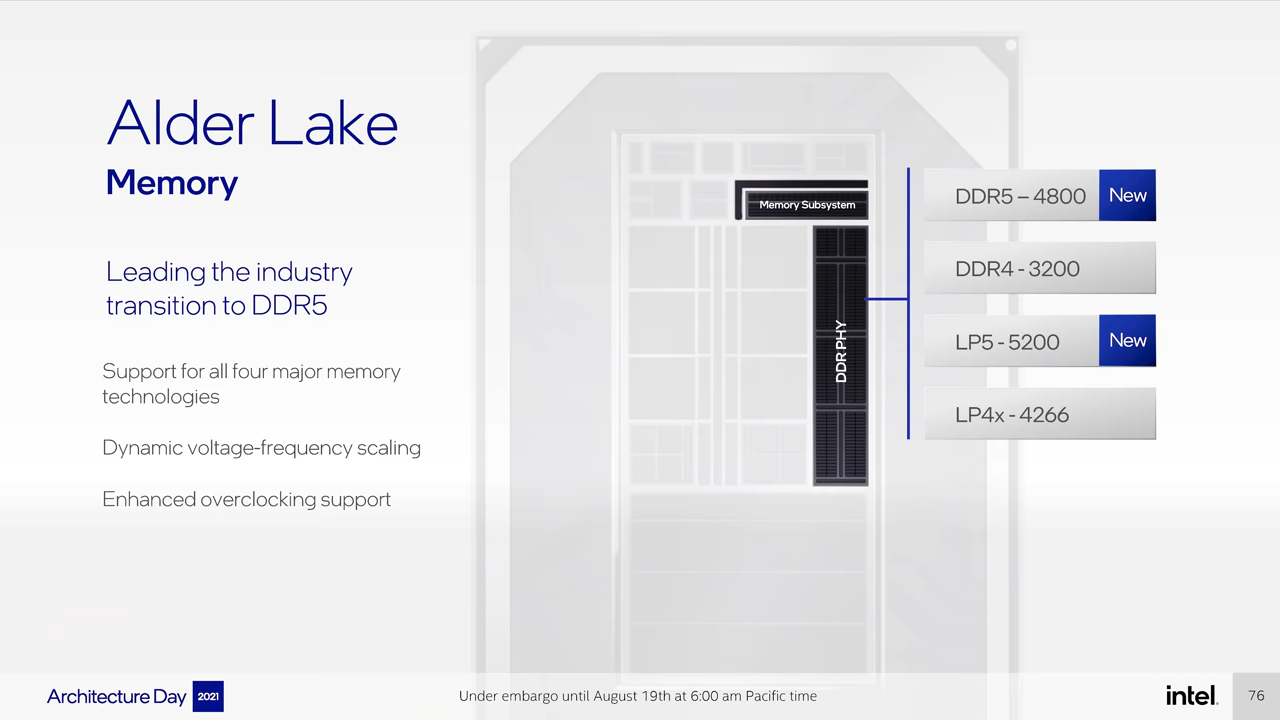 Alder Lake
Memory
Leading the industry
transition to DDR5
Support for all four major memory
technologies
Dynamic voltage-frequency scaling
Enhanced overclocking support
Memory Subsystem
DDR PHY
DDR5 – 4800 New
DDR4 - 3200
LP5 - 5200 New
LP4x - 4266
Architecture Day 2021
Under embargo until August 19th at 6:00 am Pacific time
intel.
76